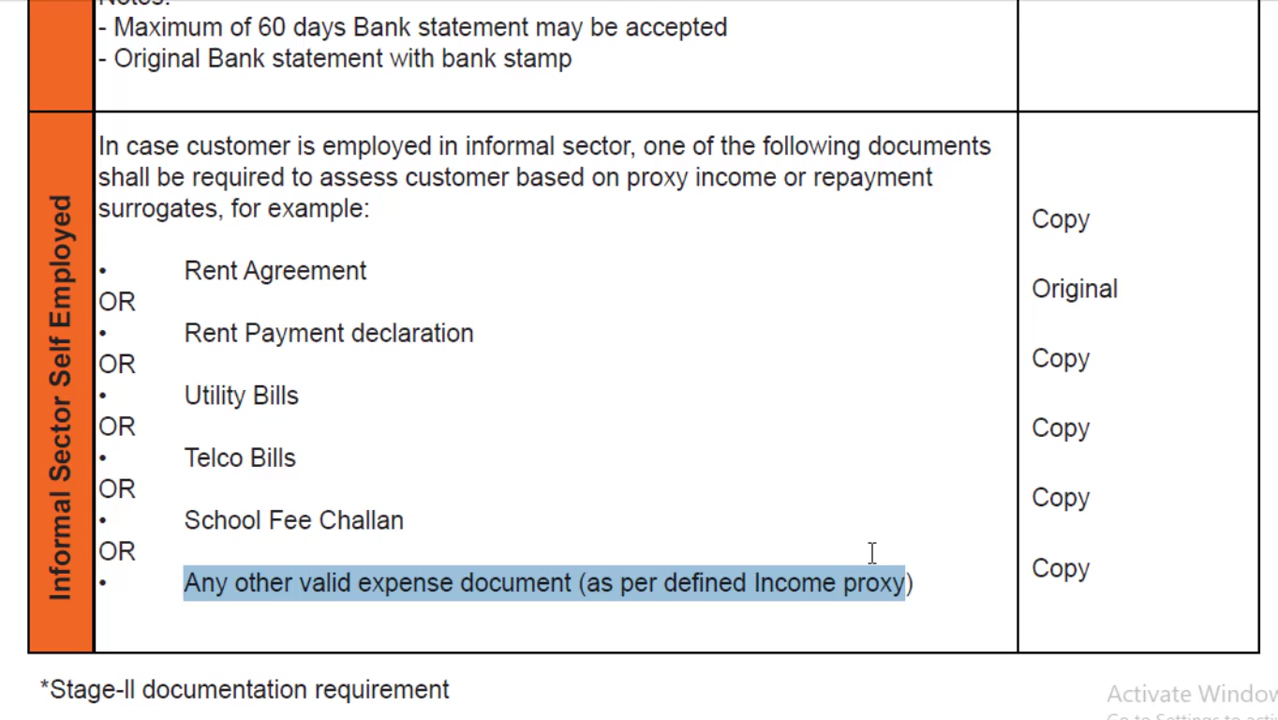 Notes:
- Maximum of 60 days Bank statement may be accepted
- Original Bank statement with bank stamp
Informal Sector Self Employed
In case customer is employed in informal sector, one of the following documents
shall be required to assess customer based on proxy income or repayment
surrogates, for example:
Copy
• Rent Agreement
Original
OR
• Rent Payment declaration
Copy
OR
• Utility Bills
OR
Copy
• Telco Bills
OR
Copy
• School Fee Challan
OR
Copy
• Any other valid expense document (as per defined Income proxy)
*Stage-II documentation requirement
Activate Window